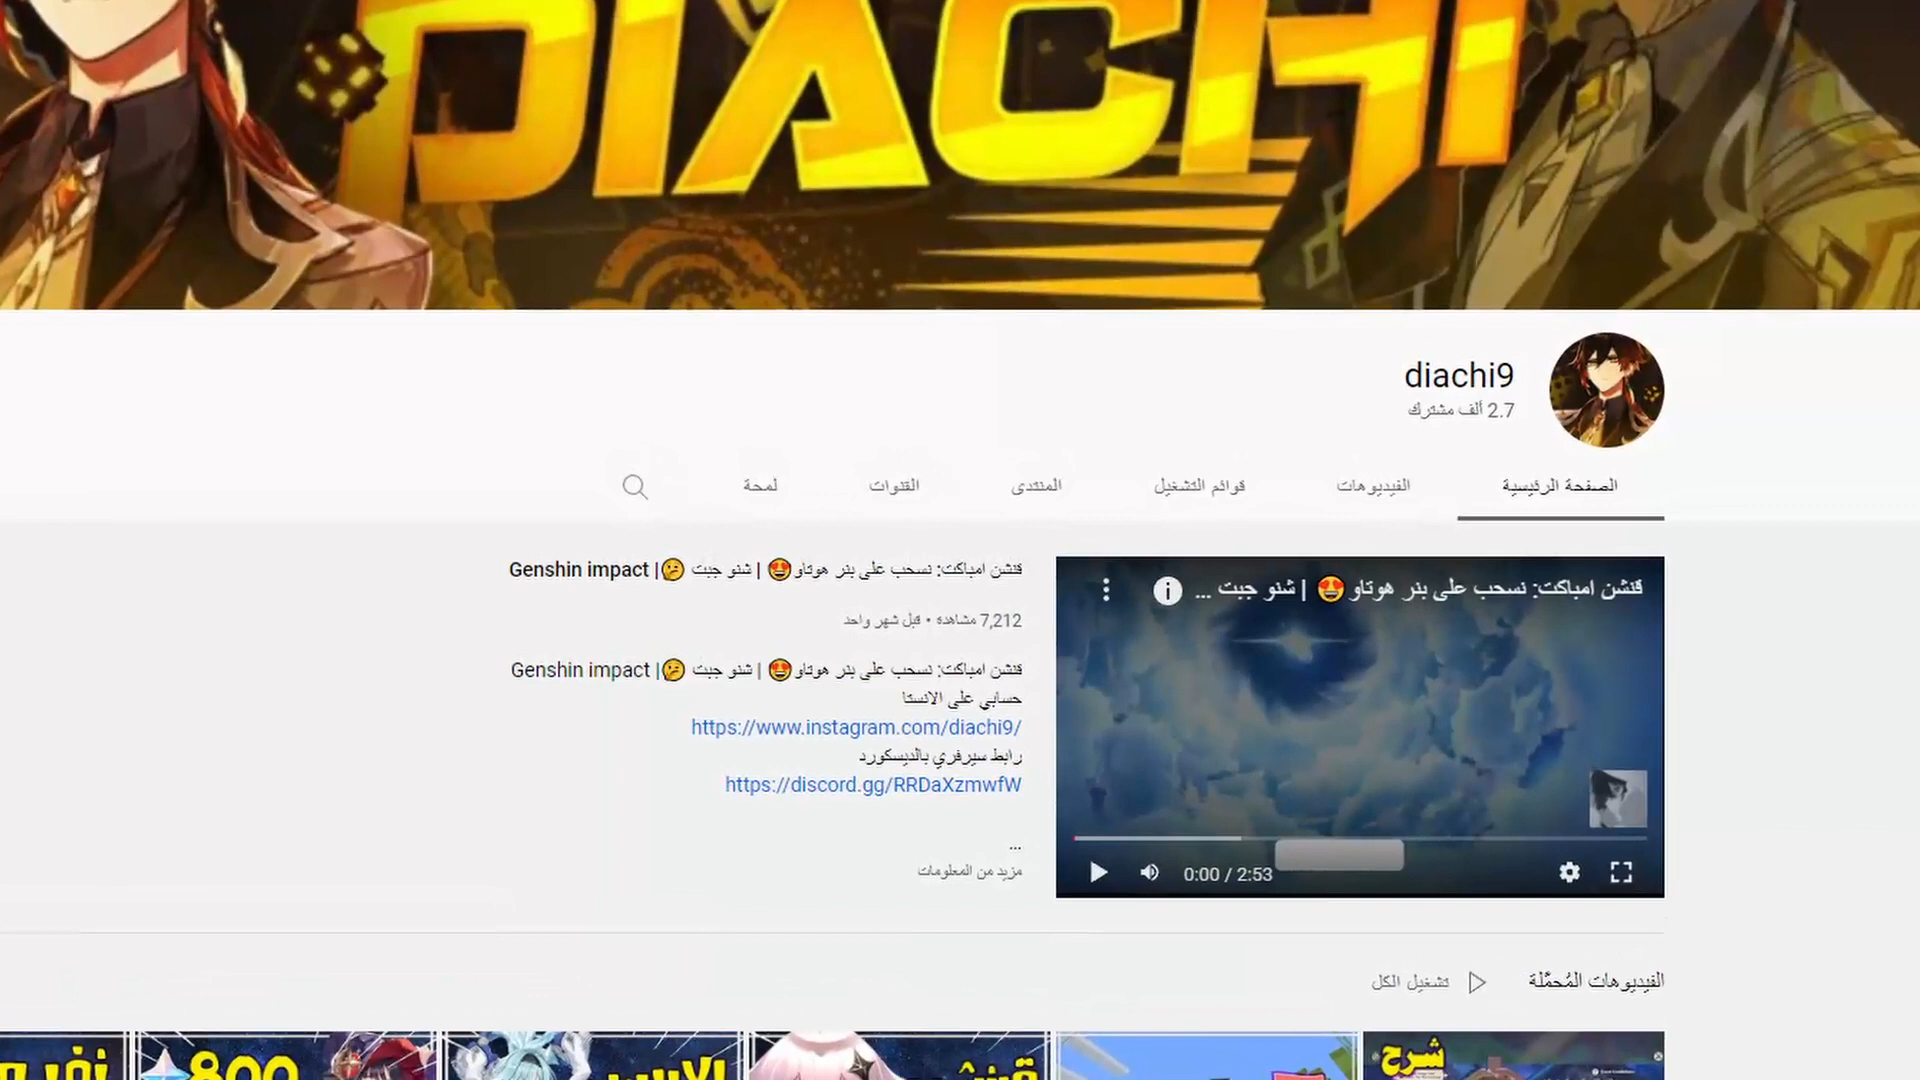 DIACHI
diachi9
2.7 ألف مشترك
الصفحة الرئيسية
الفيديوهات
قوائم التشغيل
المنتدى
القنوات
لمحة
قنشن امباكت: نسحب على بنر هوتاو😍 | شنو جبت ...
0:00 / 2:53
قنشن امباكت: نسحب على بنر هوتاو😍 | شنو جبت 🤔| Genshin impact
7,212 مشاهدة • قبل شهر واحد
قنشن امباكت: نسحب على بنر هوتاو😍 | شنو جبت 🤔| Genshin impact
حسابي على الانستا
https://www.instagram.com/diachi9/
رابط سيرفري بالديسكورد
https://discord.gg/RRDaXzmwfW
...
مزيد من المعلومات
الفيديوهات المُحمَّلة
تشغيل الكل
شرح
800